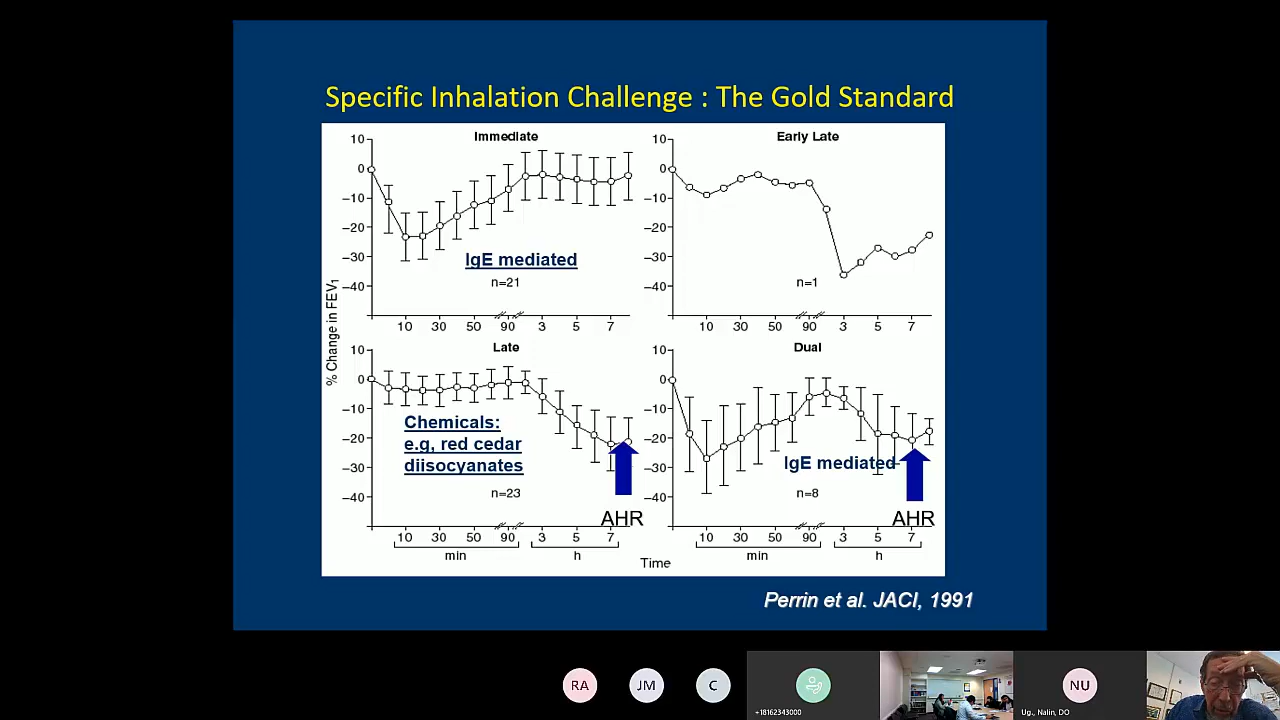 Specific Inhalation Challenge : The Gold Standard
% Change in FEV1
Immediate
10
0
−10
−20
−30
−40
IgE mediated
n=21
10 30 50 90 3 5 7
Early Late
10
0
−10
−20
−30
−40
n=1
10 30 50 90 3 5 7
Late
10
0
−10
−20
−30
−40
Chemicals:
e.g, red cedar
diisocyanates
n=23
AHR
10 30 50 90 3 5 7
min h
Dual
10
0
−10
−20
−30
−40
IgE mediated
n=8
AHR
10 30 50 90 3 5 7
min h
Time
Perrin et al. JACI, 1991
RA
JM
C
+18162343000
NU
Ug., Nalin, DO